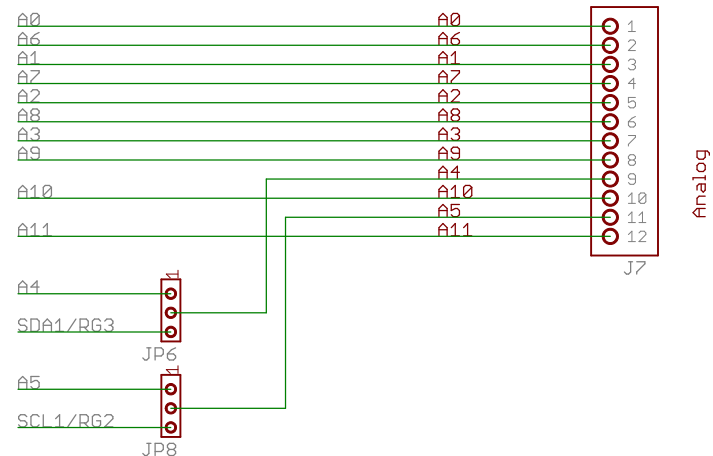 A0 A0 1
A6 A6 2
A1 A1 3
A7 A7 4
A2 A2 5
A8 A8 6
A3 A3 7
A9 A9 8
A4 9
A10 A10 10
A5 11
A11 A11 12
Analog
J7
1
A4
SDA1/RG3
JP6
1
A5
SCL1/RG2
JP8